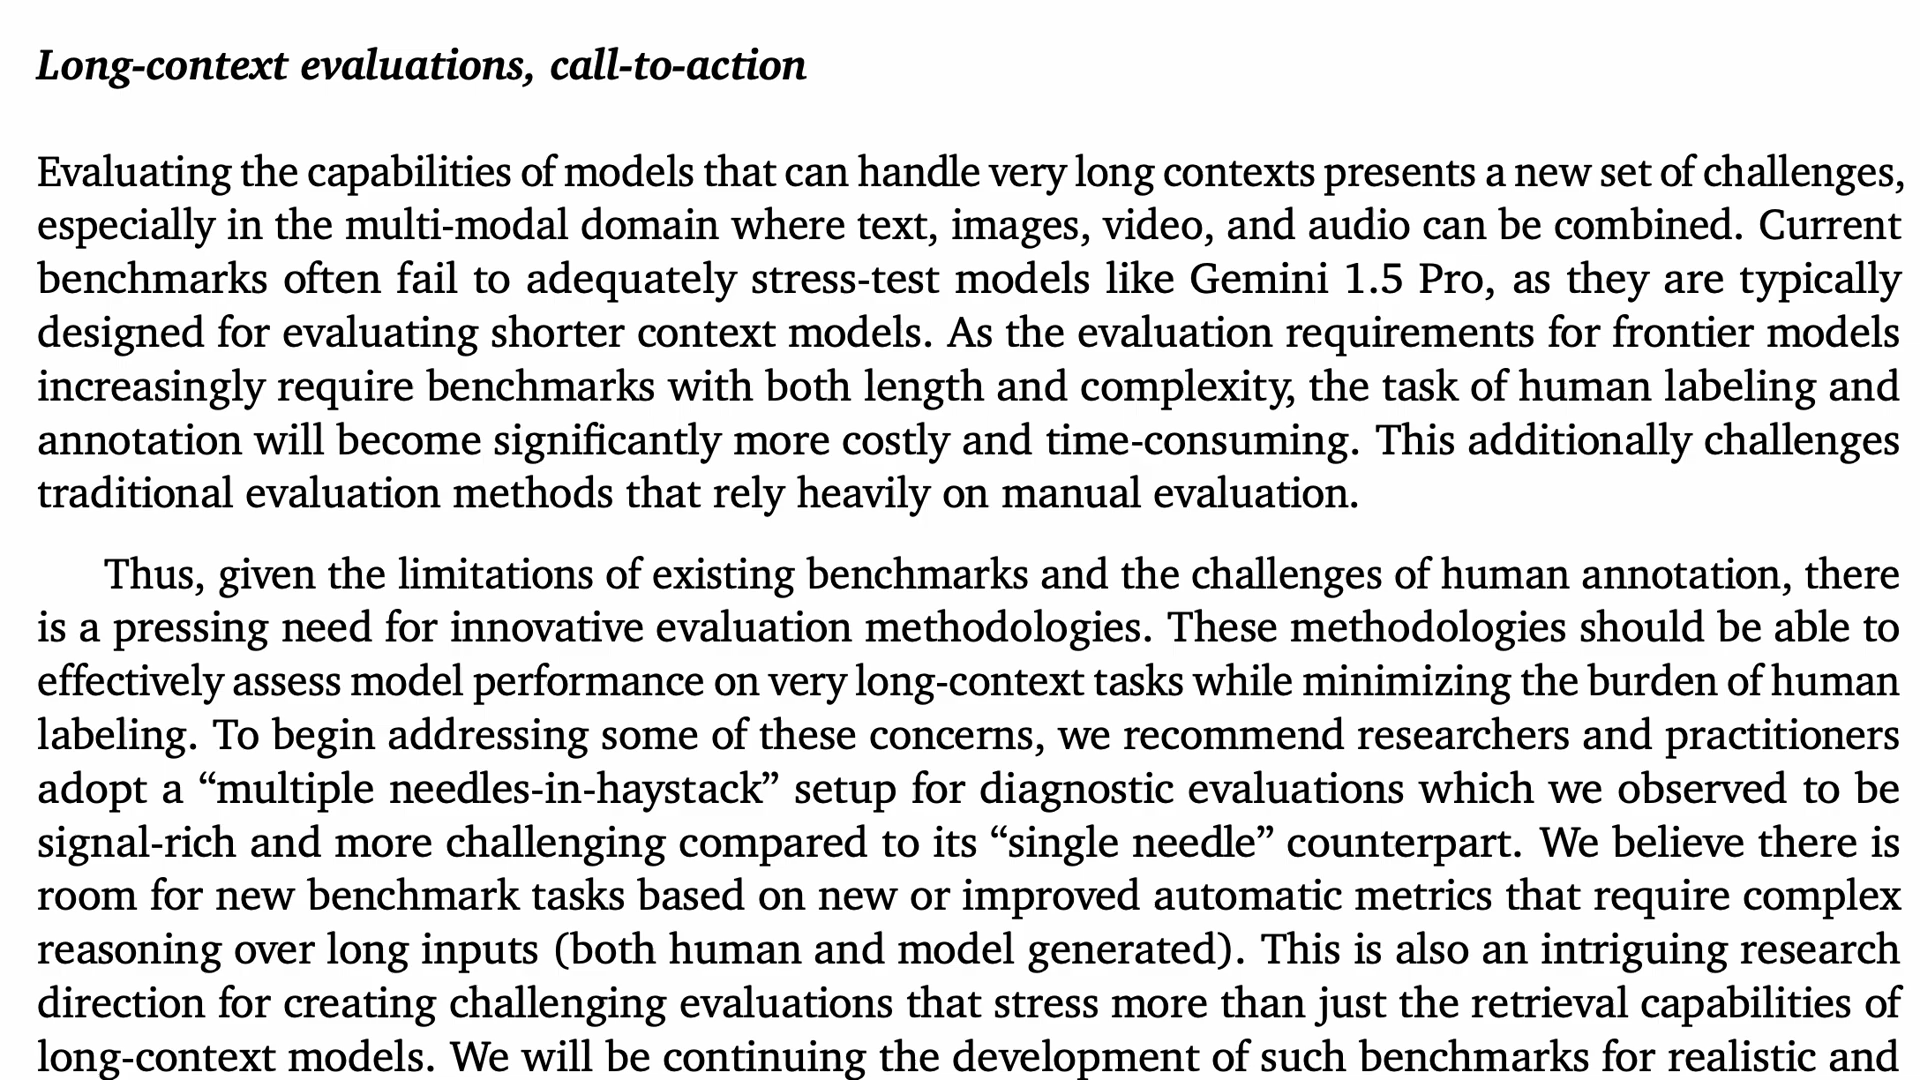 Long-context evaluations, call-to-action
Evaluating the capabilities of models that can handle very long contexts presents a new set of challenges,
especially in the multi-modal domain where text, images, video, and audio can be combined. Current
benchmarks often fail to adequately stress-test models like Gemini 1.5 Pro, as they are typically
designed for evaluating shorter context models. As the evaluation requirements for frontier models
increasingly require benchmarks with both length and complexity, the task of human labeling and
annotation will become significantly more costly and time-consuming. This additionally challenges
traditional evaluation methods that rely heavily on manual evaluation.
Thus, given the limitations of existing benchmarks and the challenges of human annotation, there
is a pressing need for innovative evaluation methodologies. These methodologies should be able to
effectively assess model performance on very long-context tasks while minimizing the burden of human
labeling. To begin addressing some of these concerns, we recommend researchers and practitioners
adopt a “multiple needles-in-haystack” setup for diagnostic evaluations which we observed to be
signal-rich and more challenging compared to its “single needle” counterpart. We believe there is
room for new benchmark tasks based on new or improved automatic metrics that require complex
reasoning over long inputs (both human and model generated). This is also an intriguing research
direction for creating challenging evaluations that stress more than just the retrieval capabilities of
long-context models. We will be continuing the development of such benchmarks for realistic and